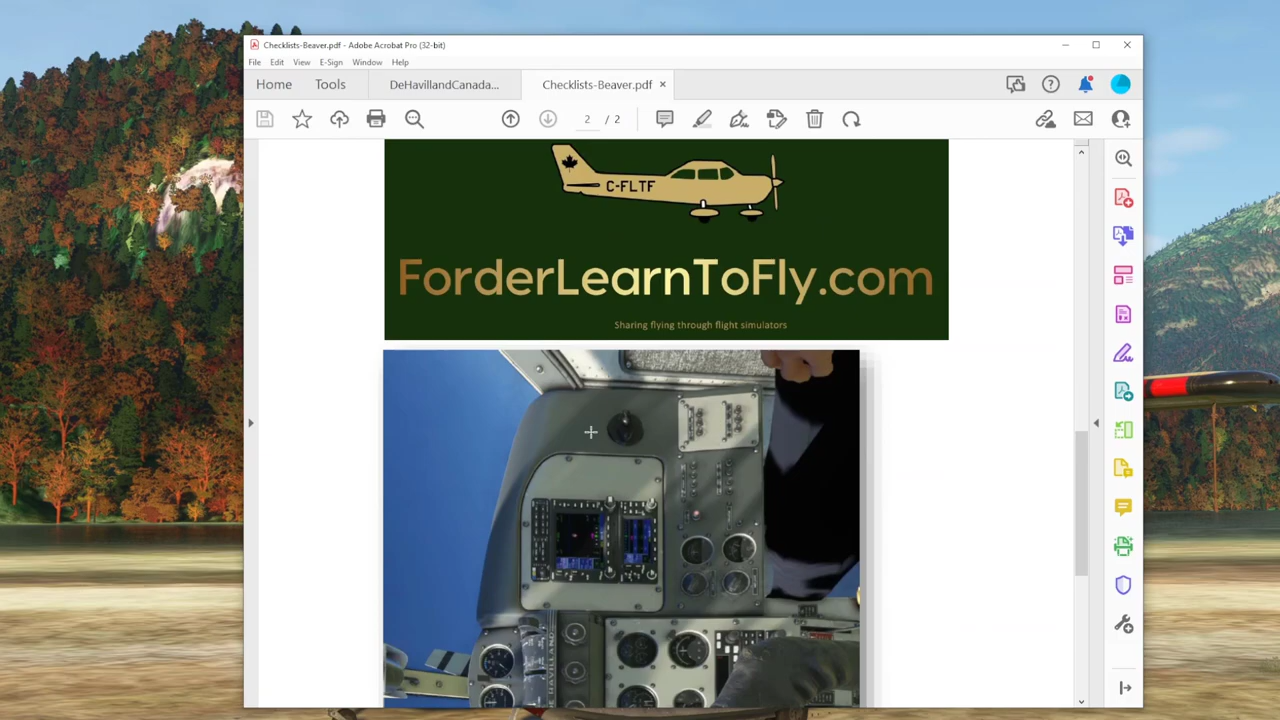 Checklists-Beaver.pdf - Adobe Acrobat Pro (32-bit)
File Edit View E-Sign Window Help
Home Tools DeHavillandCanada... Checklists-Beaver.pdf ×
2 / 2
C-FLTF
ForderLearnToFly.com
Sharing flying through flight simulators